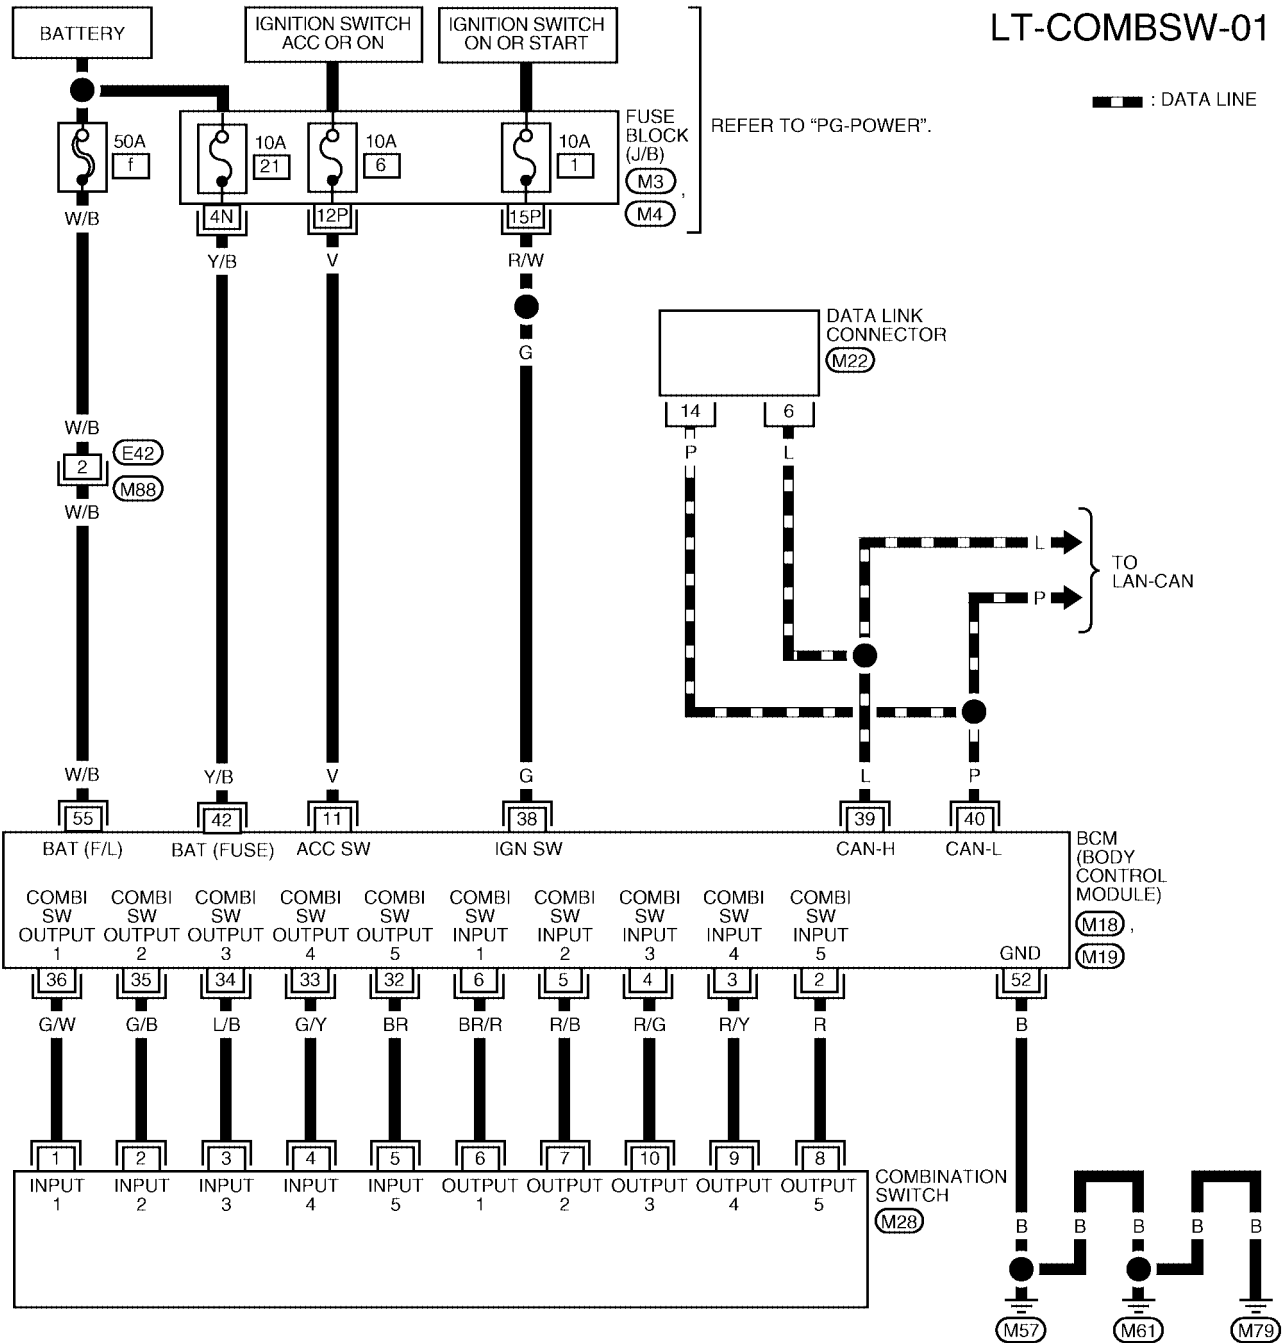 LT-COMBSW-01
BATTERY
IGNITION SWITCH
ACC OR ON
IGNITION SWITCH
ON OR START
: DATA LINE
REFER TO “PG-POWER”.
FUSE
BLOCK
(J/B)
M3 ,
M4
50A
f
10A
21
10A
6
10A
1
4N
12P
15P
W/B
Y/B
V
R/W
G
DATA LINK
CONNECTOR
M22
14
6
P
L
W/B
2
E42
M88
W/B
L
P
TO
LAN-CAN
W/B
Y/B
V
G
L
P
55
42
11
38
39
40
BAT (F/L)
BAT (FUSE)
ACC SW
IGN SW
CAN-H
CAN-L
BCM
(BODY
CONTROL
MODULE)
M18 ,
M19
COMBI
SW
OUTPUT
1
COMBI
SW
OUTPUT
2
COMBI
SW
OUTPUT
3
COMBI
SW
OUTPUT
4
COMBI
SW
OUTPUT
5
COMBI
SW
INPUT
1
COMBI
SW
INPUT
2
COMBI
SW
INPUT
3
COMBI
SW
INPUT
4
COMBI
SW
INPUT
5
GND
36
35
34
33
32
6
5
4
3
2
52
G/W
G/B
L/B
G/Y
BR
BR/R
R/B
R/G
R/Y
R
B
1
2
3
4
5
6
7
10
9
8
INPUT
1
INPUT
2
INPUT
3
INPUT
4
INPUT
5
OUTPUT
1
OUTPUT
2
OUTPUT
3
OUTPUT
4
OUTPUT
5
COMBINATION
SWITCH
M28
B
B
B
B
B
M57
M61
M79